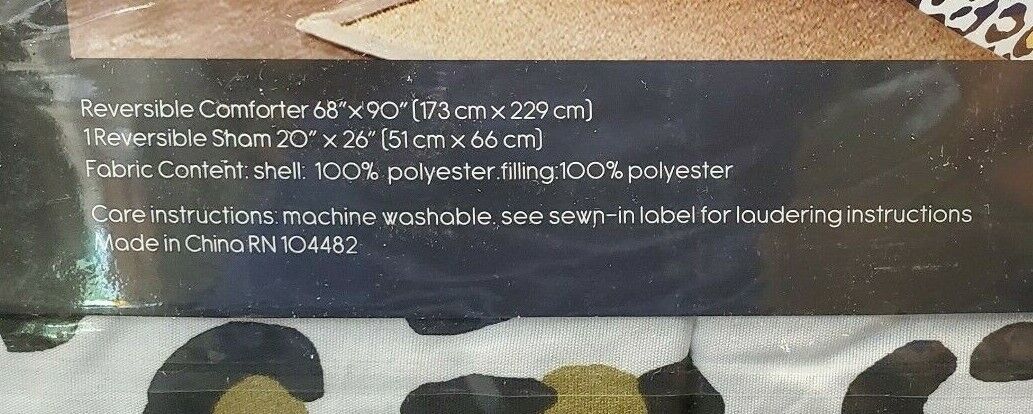 Reversible Comforter 68"x90" (173 cm x 229 cm)
1 Reversible Sham 20" x 26" (51 cm x 66 cm)
Fabric Content: shell: 100% polyester.filling:100% polyester
Care instructions: machine washable. see sewn-in label for laudering instructions
Made in China RN 104482